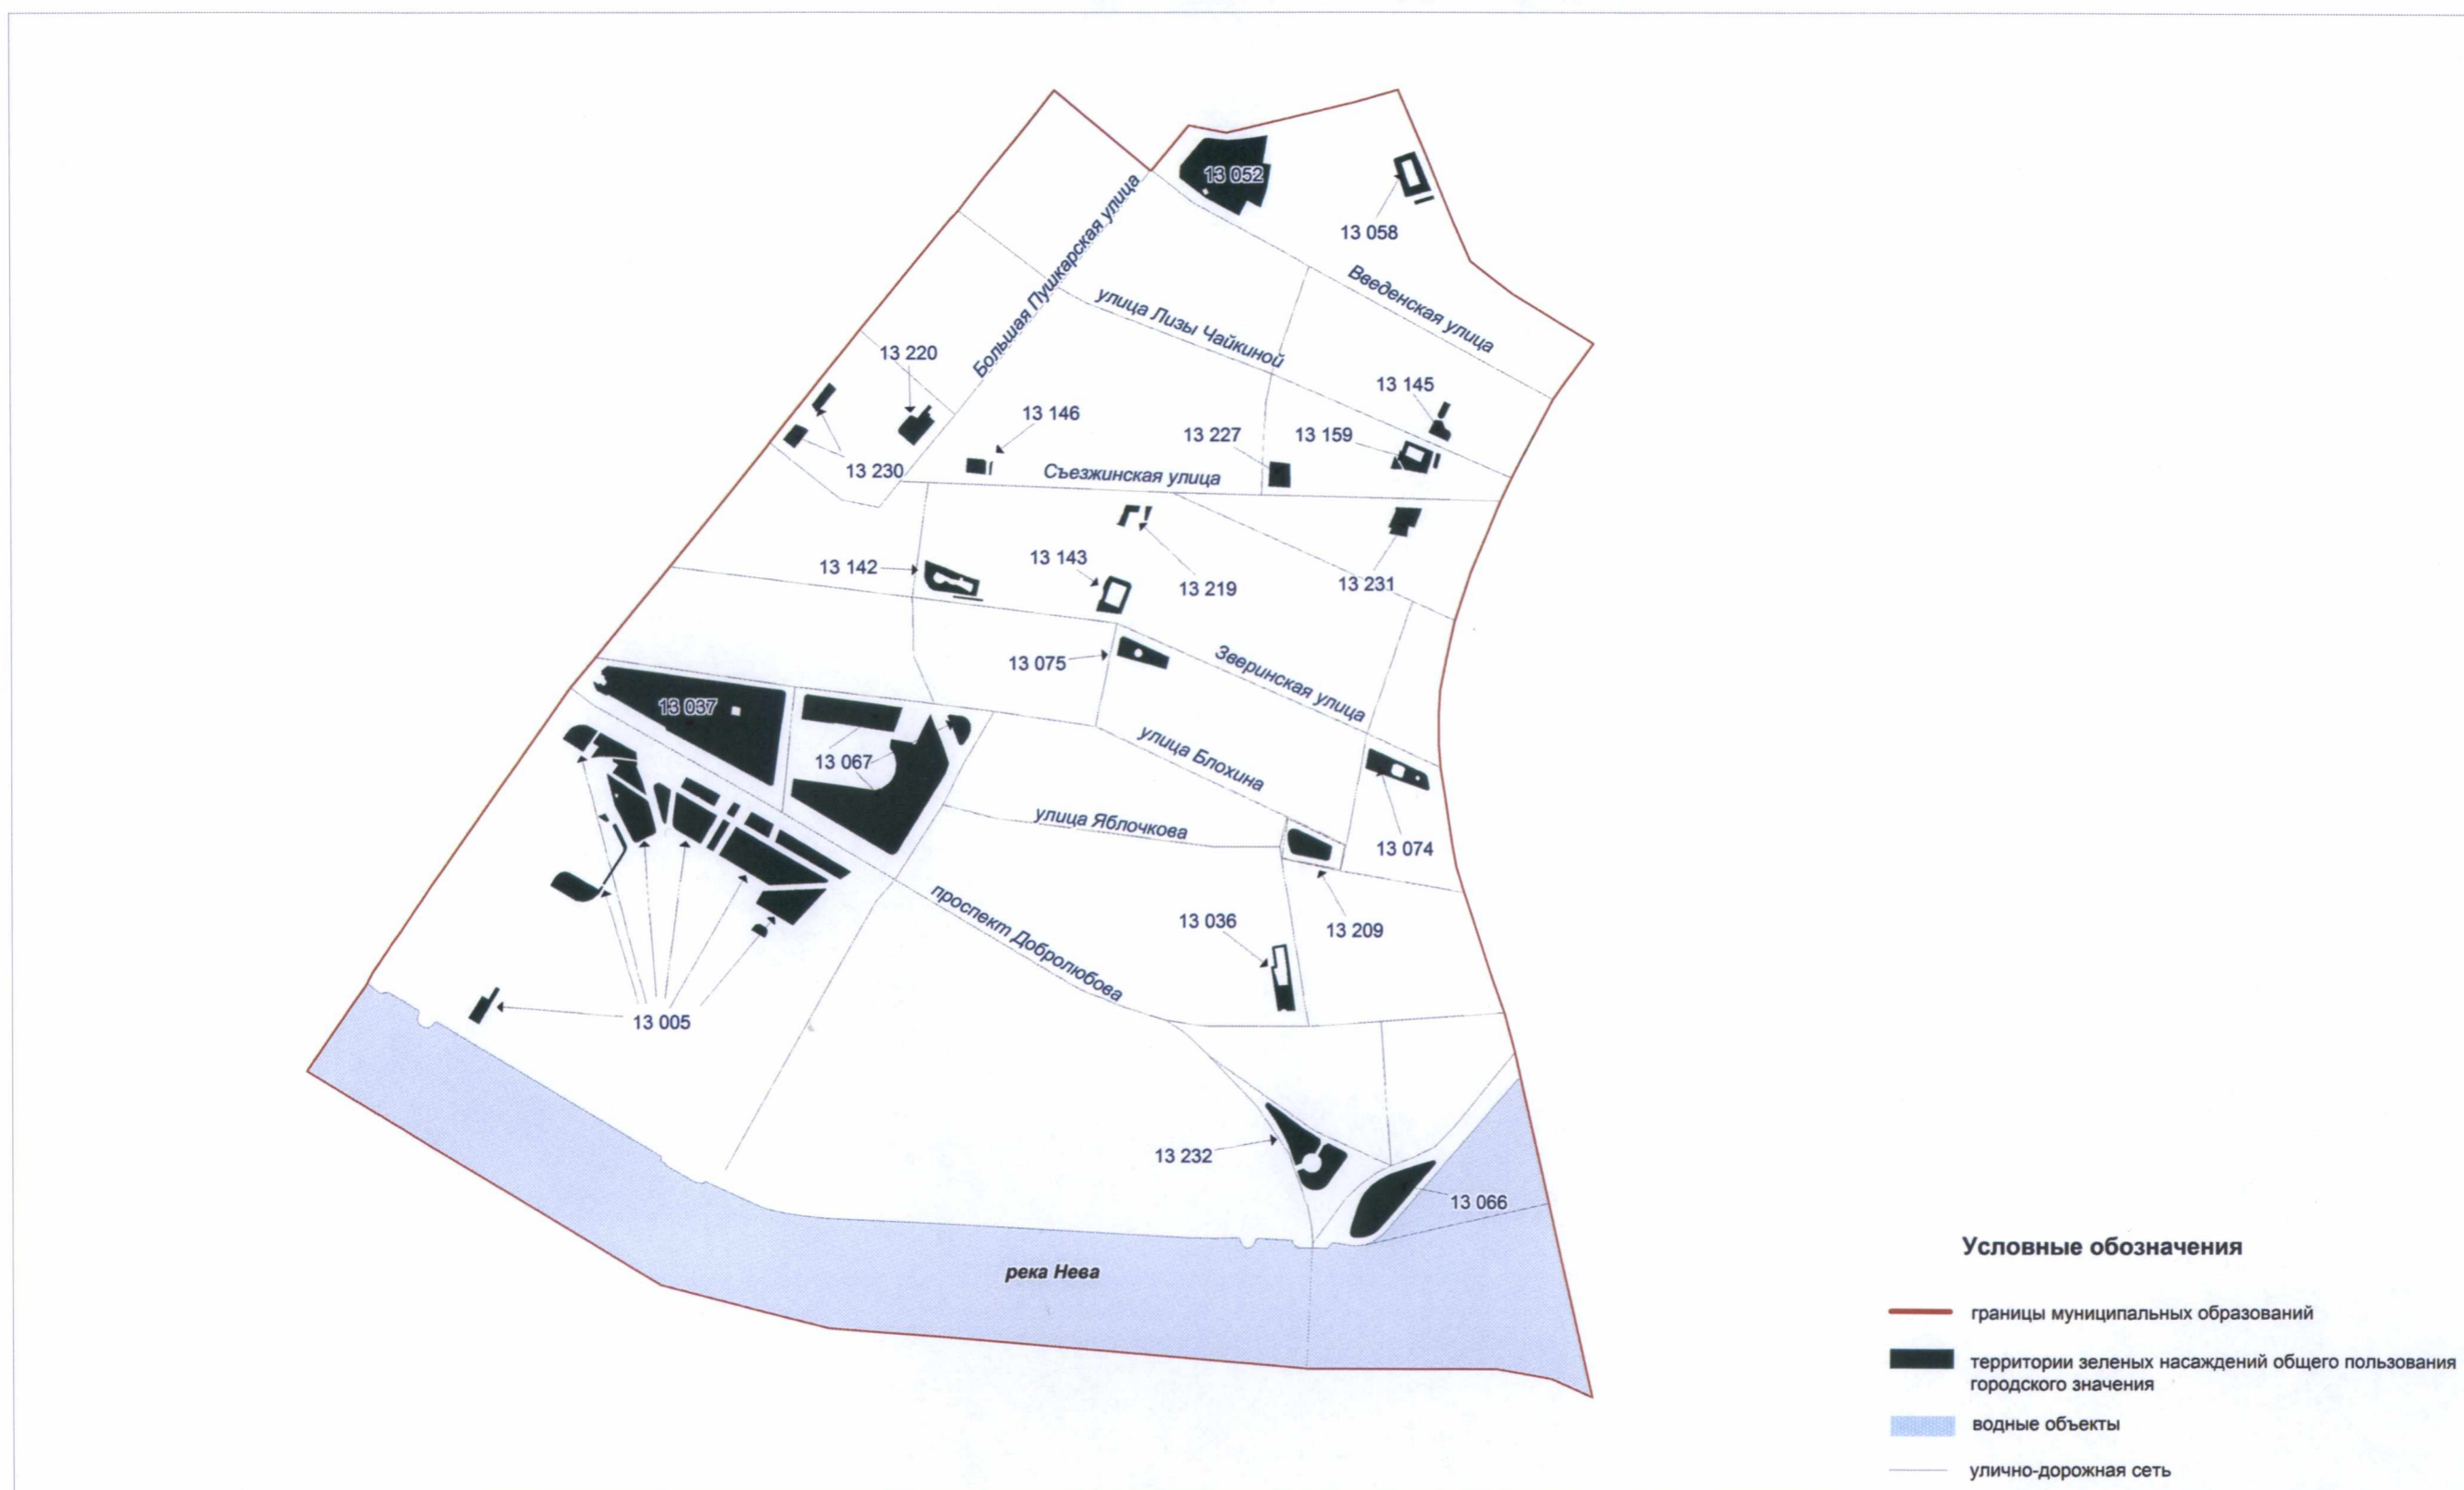 13 052
13 058
Большая Пушкарская улица
Введенская улица
улица Лизы Чайкиной
13 220
13 145
13 146
13 227
13 159
13 230
Съезжинская улица
13 142
13 143
13 219
13 231
13 075
Зверинская улица
13 037
13 067
улица Блохина
улица Яблочкова
13 074
проспект Добролюбова
13 036
13 209
13 005
13 232
13 066
река Нева
Условные обозначения
границы муниципальных образований
территории зеленых насаждений общего пользования
городского значения
водные объекты
улично-дорожная сеть